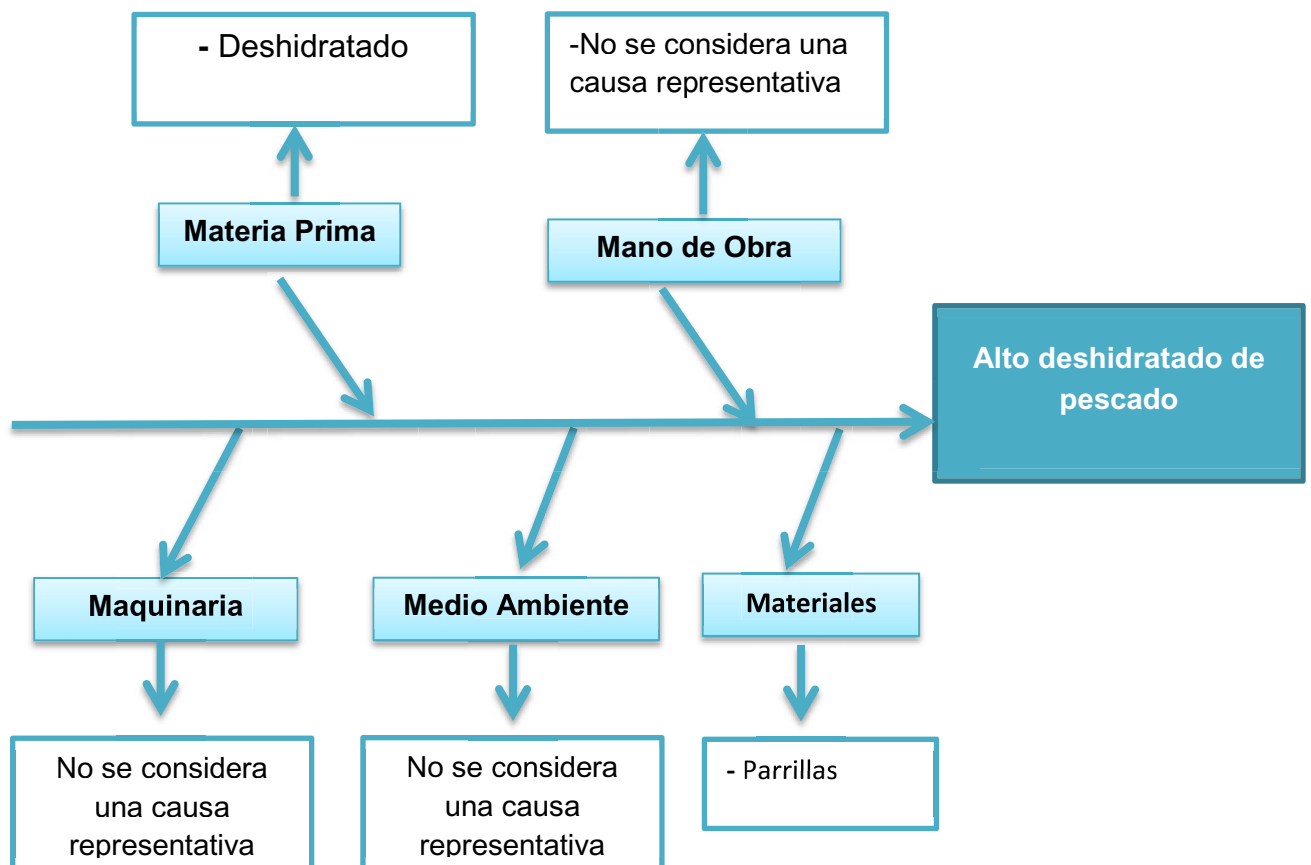 - Deshidratado
-No se considera una
causa representativa
Materia Prima
Mano de Obra
Alto deshidratado de
pescado
Maquinaria
Medio Ambiente
Materiales
No se considera
una causa
representativa
No se considera
una causa
representativa
- Parrillas